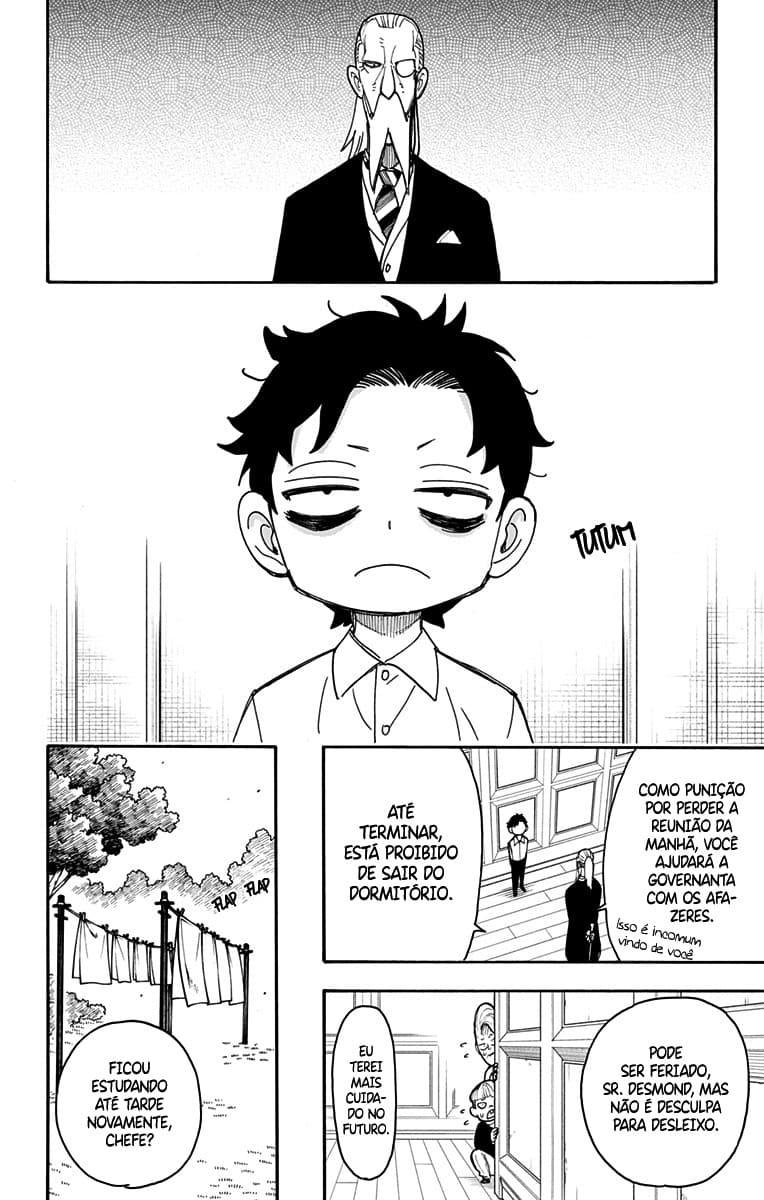 TUTUM
COMO PUNIÇÃO
POR PERDER A
REUNIÃO DA
MANHÃ, VOCÊ
AJUDARÁ A
GOVERNANTA
COM OS AFA-
ZERES.
Isso é incomum
vindo de você
ATÉ
TERMINAR,
ESTÁ PROIBIDO
DE SAIR DO
DORMITÓRIO.
PODE
SER FERIADO,
SR. DESMOND, MAS
NÃO É DESCULPA
PARA DESLEIXO.
EU
TEREI
MAIS
CUIDA-
DO NO
FUTURO.
FLAP FLAP
FICOU
ESTUDANDO
ATÉ TARDE
NOVAMENTE,
CHEFE?